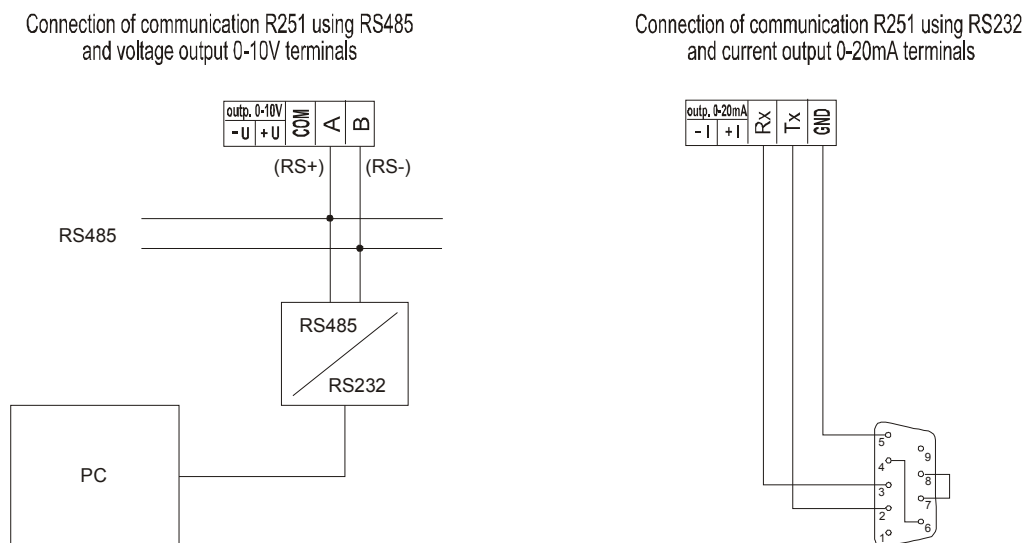 Connection of communication R251 using RS485
and voltage output 0-10V terminals
outp. 0-10V
- U + U COM A B
(RS+) (RS-)
RS485
RS485
RS232
PC
Connection of communication R251 using RS232
and current output 0-20mA terminals
outp. 0-20mA
- I + I Rx Tx GND
5
9
4
8
3
7
2
6
1